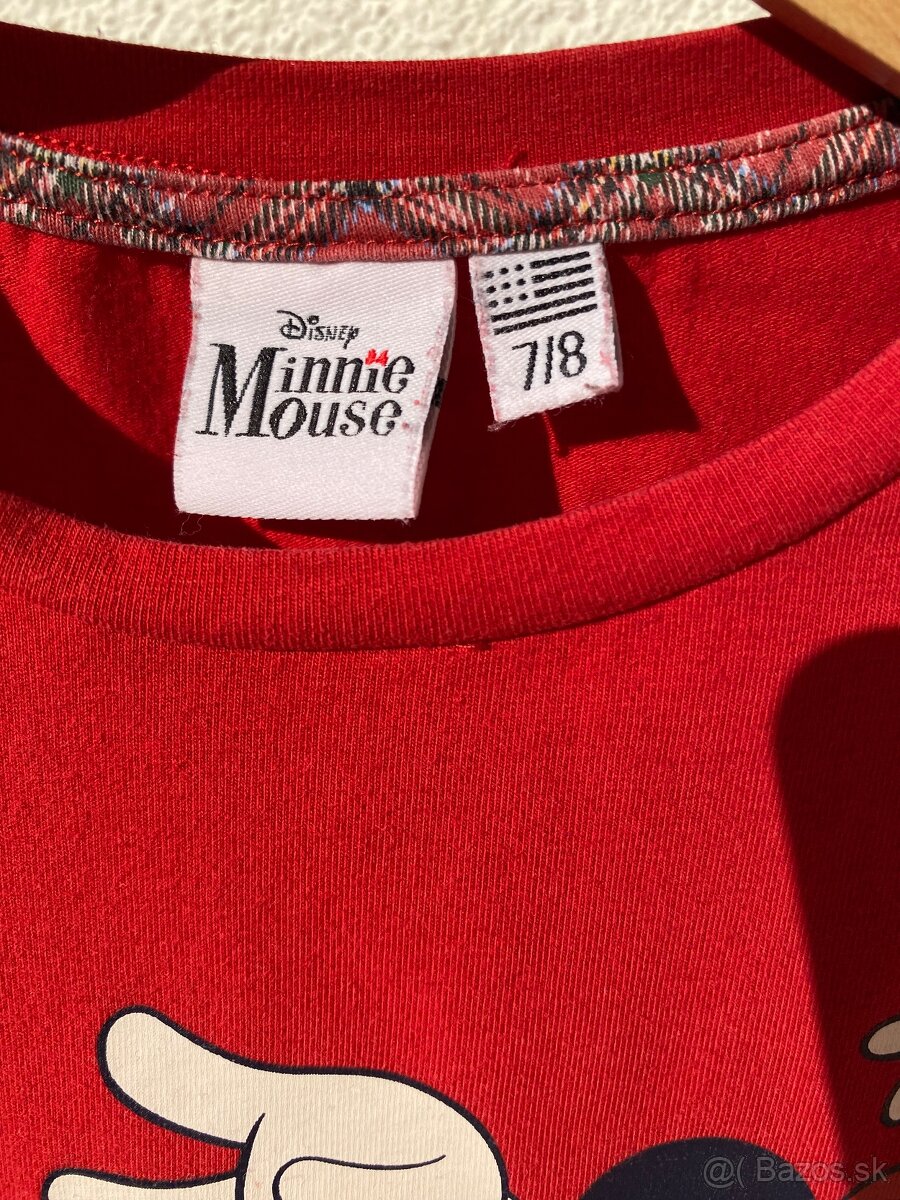 Disney
Minnie
Mouse
7/8
@( Bazos.sk